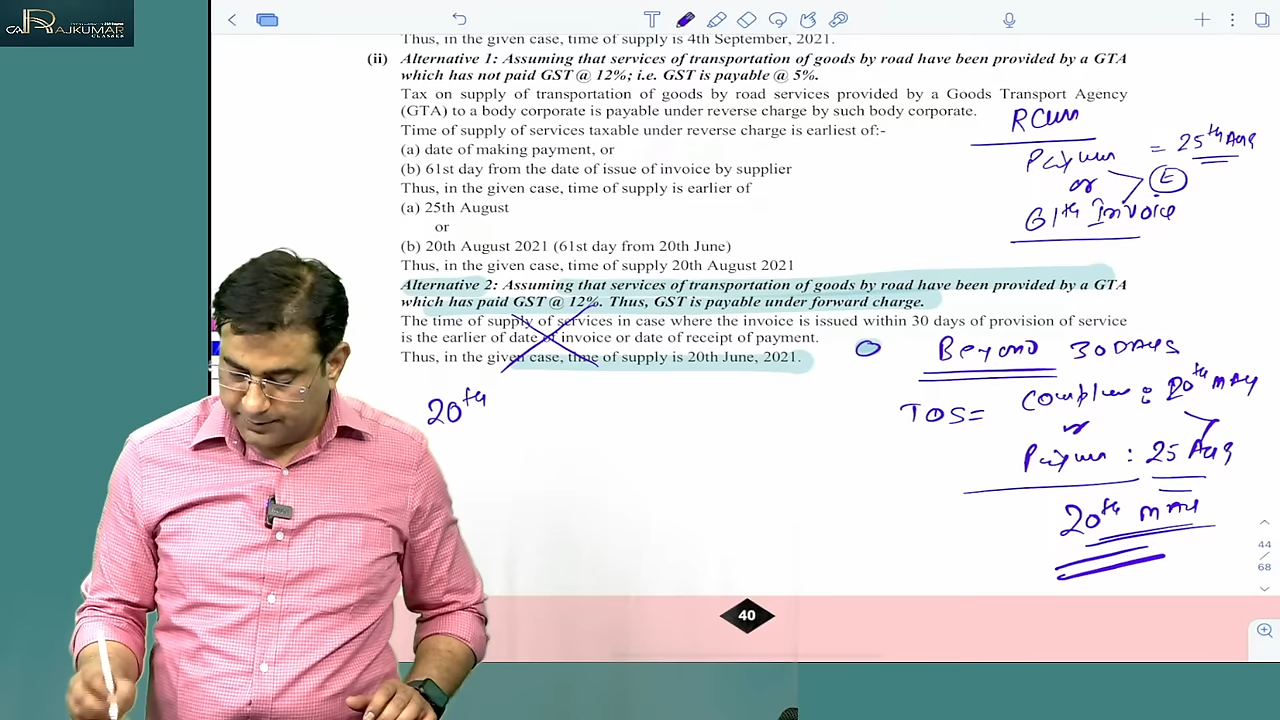 CA RAJKUMAR
CLASSES
Thus, in the given case, time of supply is 4th September, 2021.
(ii) Alternative 1: Assuming that services of transportation of goods by road have been provided by a GTA
which has not paid GST @ 12%; i.e. GST is payable @ 5%.
Tax on supply of transportation of goods by road services provided by a Goods Transport Agency
(GTA) to a body corporate is payable under reverse charge by such body corporate.
Time of supply of services taxable under reverse charge is earliest of:-
(a) date of making payment, or
(b) 61st day from the date of issue of invoice by supplier
Thus, in the given case, time of supply is earlier of
(a) 25th August
or
(b) 20th August 2021 (61st day from 20th June)
Thus, in the given case, time of supply 20th August 2021
Alternative 2: Assuming that services of transportation of goods by road have been provided by a GTA
which has paid GST @ 12%. Thus, GST is payable under forward charge.
The time of supply of services in case where the invoice is issued within 30 days of provision of service
is the earlier of date of invoice or date of receipt of payment.
Thus, in the given case, time of supply is 20th June, 2021.
20th
RCM
= 25th Aug
or
E
61th Invoice
Beyond 30 DAYS
TOS=
: 20th MAY
or
: 25 Aug
20th MAY
40
44
68